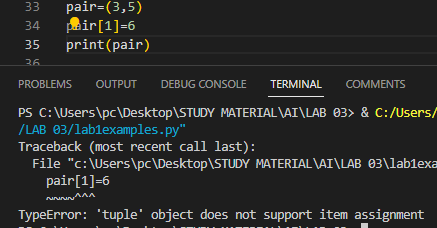 33 pair=(3,5)
34 pair[1]=6
35 print(pair)
36
PROBLEMS OUTPUT DEBUG CONSOLE TERMINAL COMMENTS
PS C:\Users\pc\Desktop\STUDY MATERIAL\AI\LAB 03> & C:/Users/
/LAB 03/lab1examples.py"
Traceback (most recent call last):
  File "c:\Users\pc\Desktop\STUDY MATERIAL\AI\LAB 03\lab1exa
    pair[1]=6
    ~~~~^^^
TypeError: 'tuple' object does not support item assignment